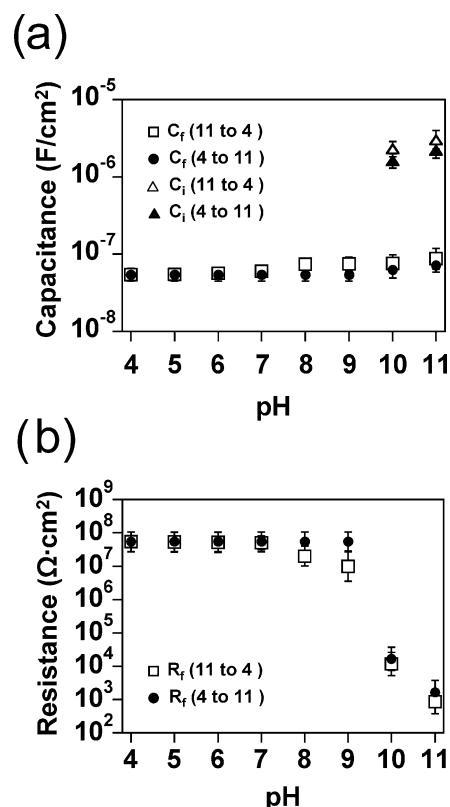 (a)
Capacitance (F/cm²)
10⁻⁵
10⁻⁶
10⁻⁷
10⁻⁸
C_f (11 to 4 )
C_f (4 to 11 )
C_i (11 to 4 )
C_i (4 to 11 )
4 5 6 7 8 9 10 11
pH
(b)
Resistance (Ω·cm²)
10⁹
10⁸
10⁷
10⁶
10⁵
10⁴
10³
10²
R_f (11 to 4 )
R_f (4 to 11 )
4 5 6 7 8 9 10 11
pH